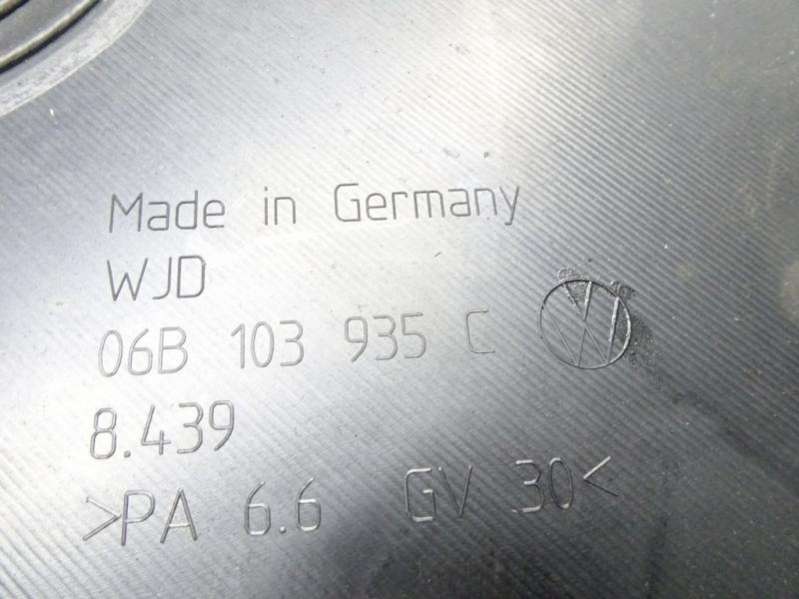 Made in Germany
WJD
06B 103 935 C
8.439
>PA 6.6 GV 30<